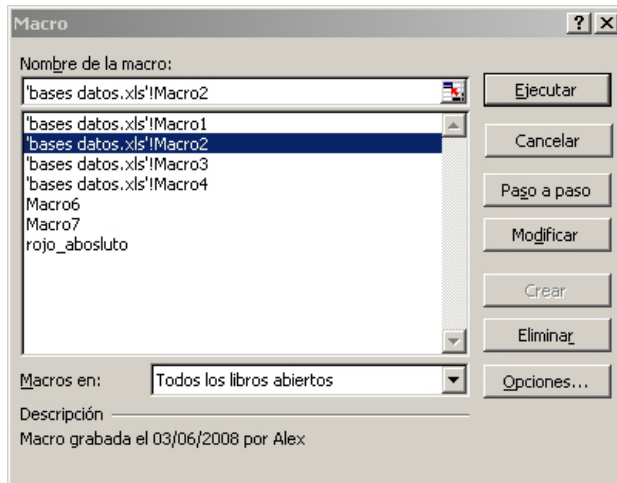 Macro
Nombre de la macro:
'bases datos.xls'!Macro2
Ejecutar
'bases datos.xls'!Macro1
'bases datos.xls'!Macro2
'bases datos.xls'!Macro3
'bases datos.xls'!Macro4
Macro6
Macro7
rojo_abosluto
Cancelar
Paso a paso
Modificar
Crear
Eliminar
Macros en:
Todos los libros abiertos
Opciones...
Descripción
Macro grabada el 03/06/2008 por Alex